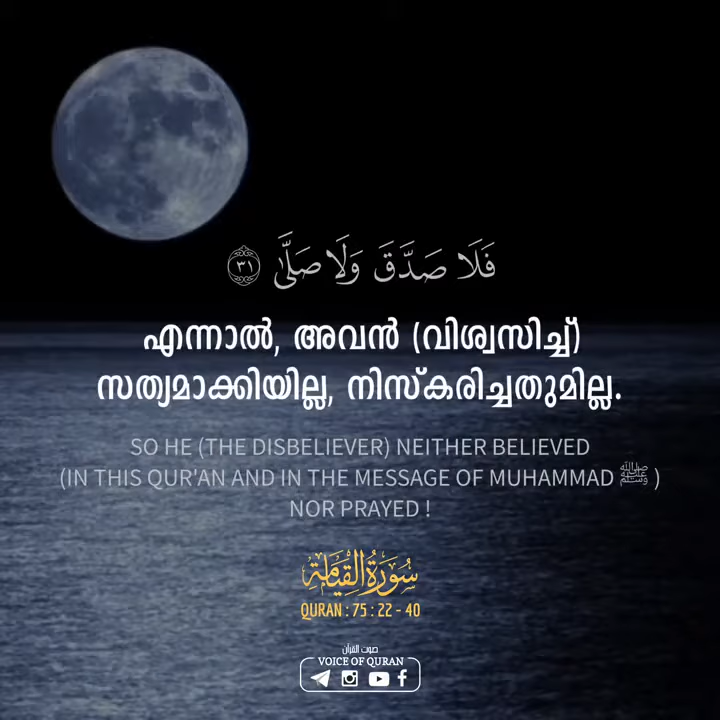 فَلَا صَدَّقَ وَلَا صَلَّىٰ ٣١
എന്നാൽ, അവൻ (വിശ്വസിച്ച്)
സത്യമാക്കിയില്ല, നിസ്കരിച്ചതുമില്ല.
SO HE (THE DISBELIEVER) NEITHER BELIEVED
(IN THIS QUR'AN AND IN THE MESSAGE OF MUHAMMAD ﷺ )
NOR PRAYED !
سُورَةُ القِيَامَةِ
QURAN : 75 : 22 - 40
صوت القرآن
VOICE OF QURAN